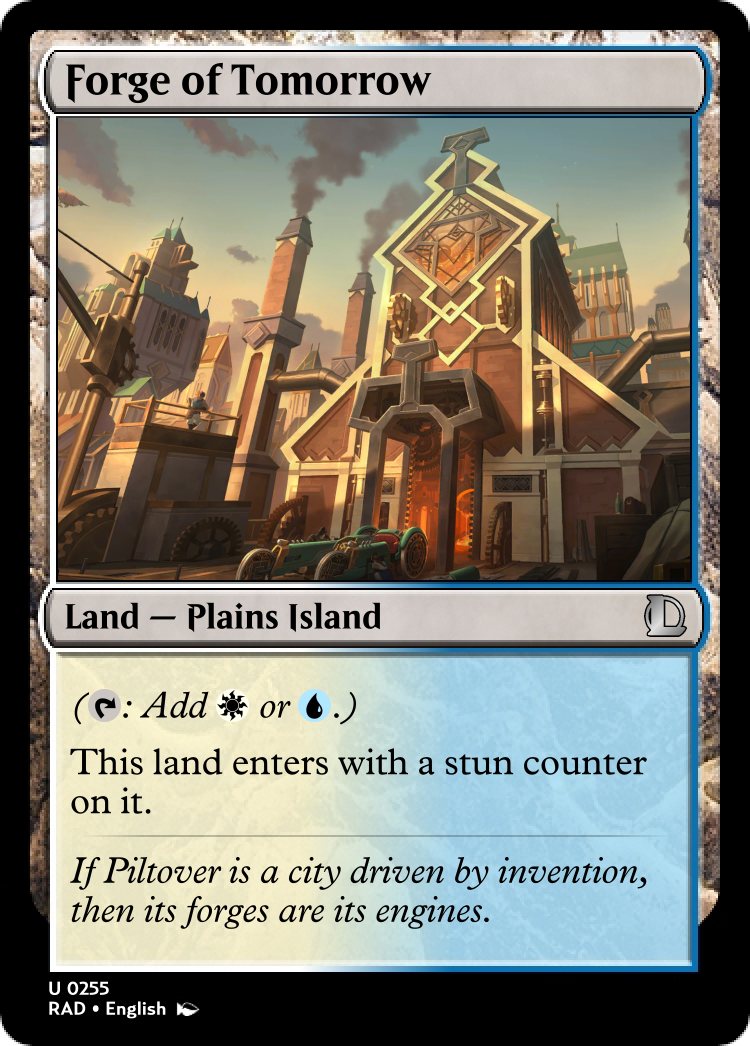 Forge of Tomorrow
Land — Plains Island
(: Add or .)
This land enters with a stun counter
on it.
If Piltover is a city driven by invention,
then its forges are its engines.
U 0255
RAD • English